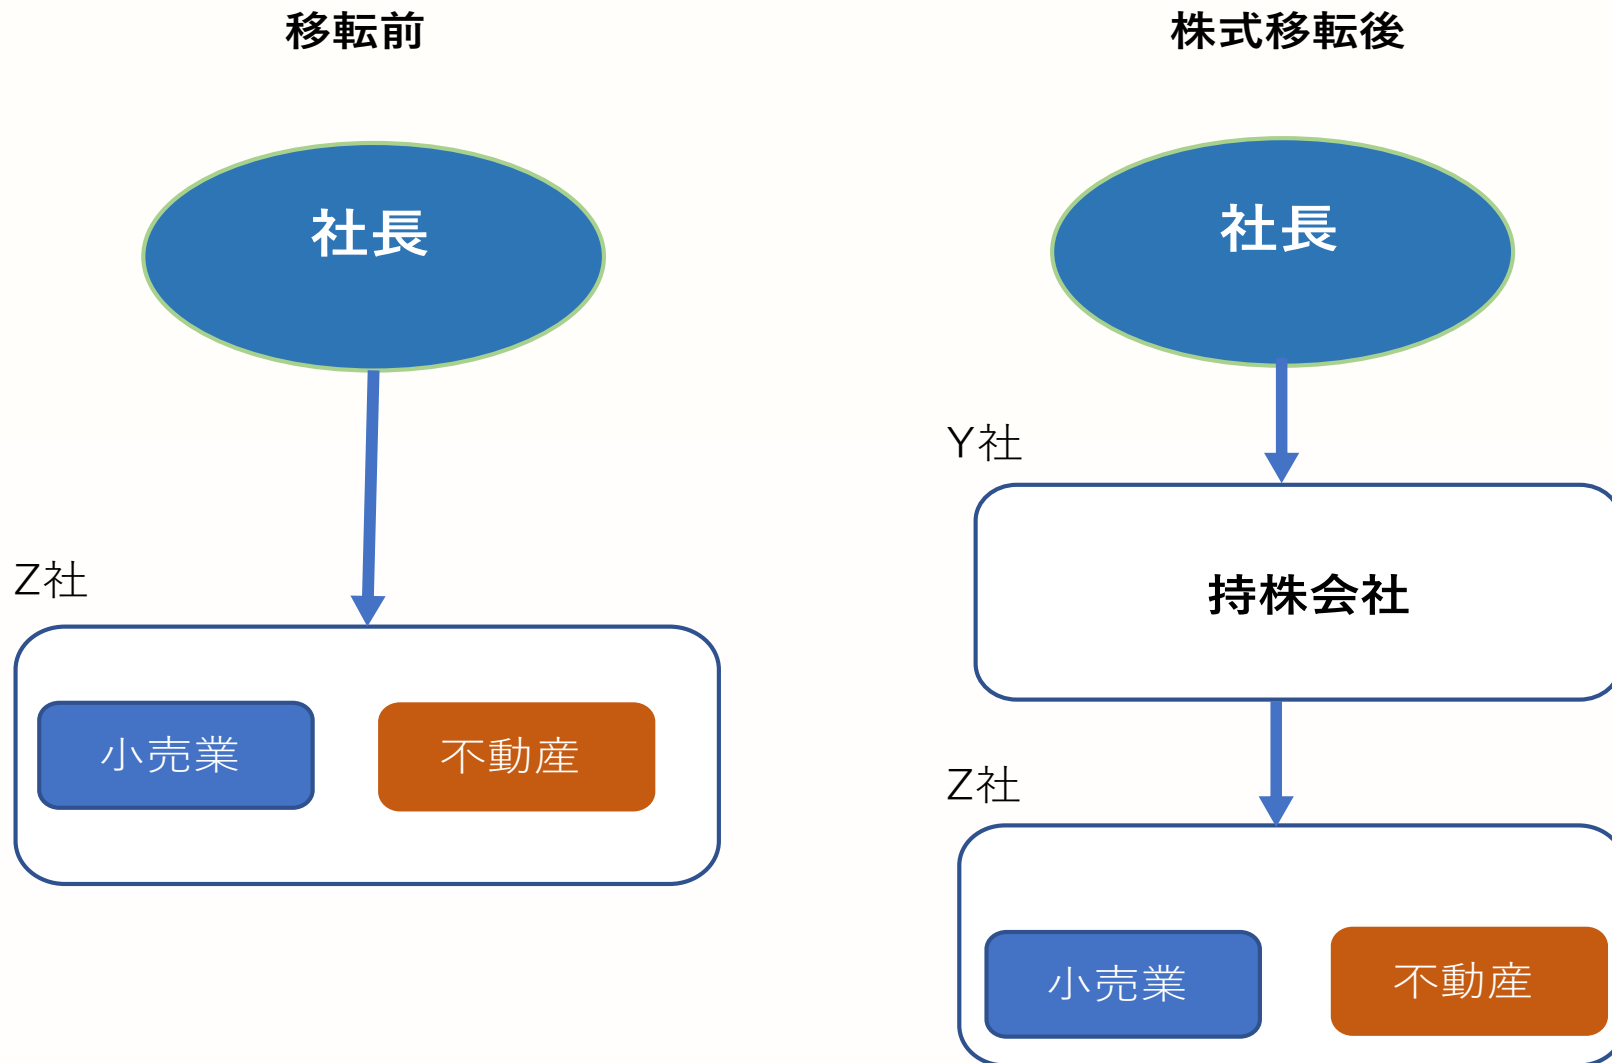 移転前
社長
Z社
小売業
不動産
株式移転後
社長
Y社
持株会社
Z社
小売業
不動産